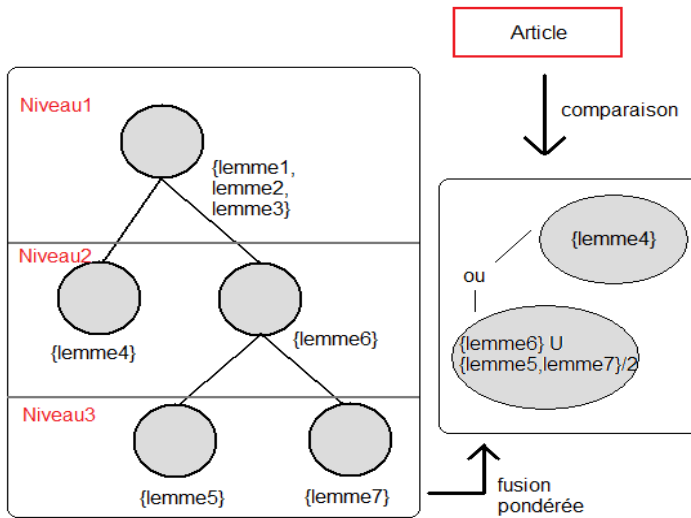 Article
Niveau1
comparaison
{lemme1,
lemme2,
lemme3}
{lemme4}
Niveau2
ou
{lemme4}
{lemme6}
{lemme6} U
{lemme5,lemme7}/2
Niveau3
{lemme5}
{lemme7}
fusion
pondérée